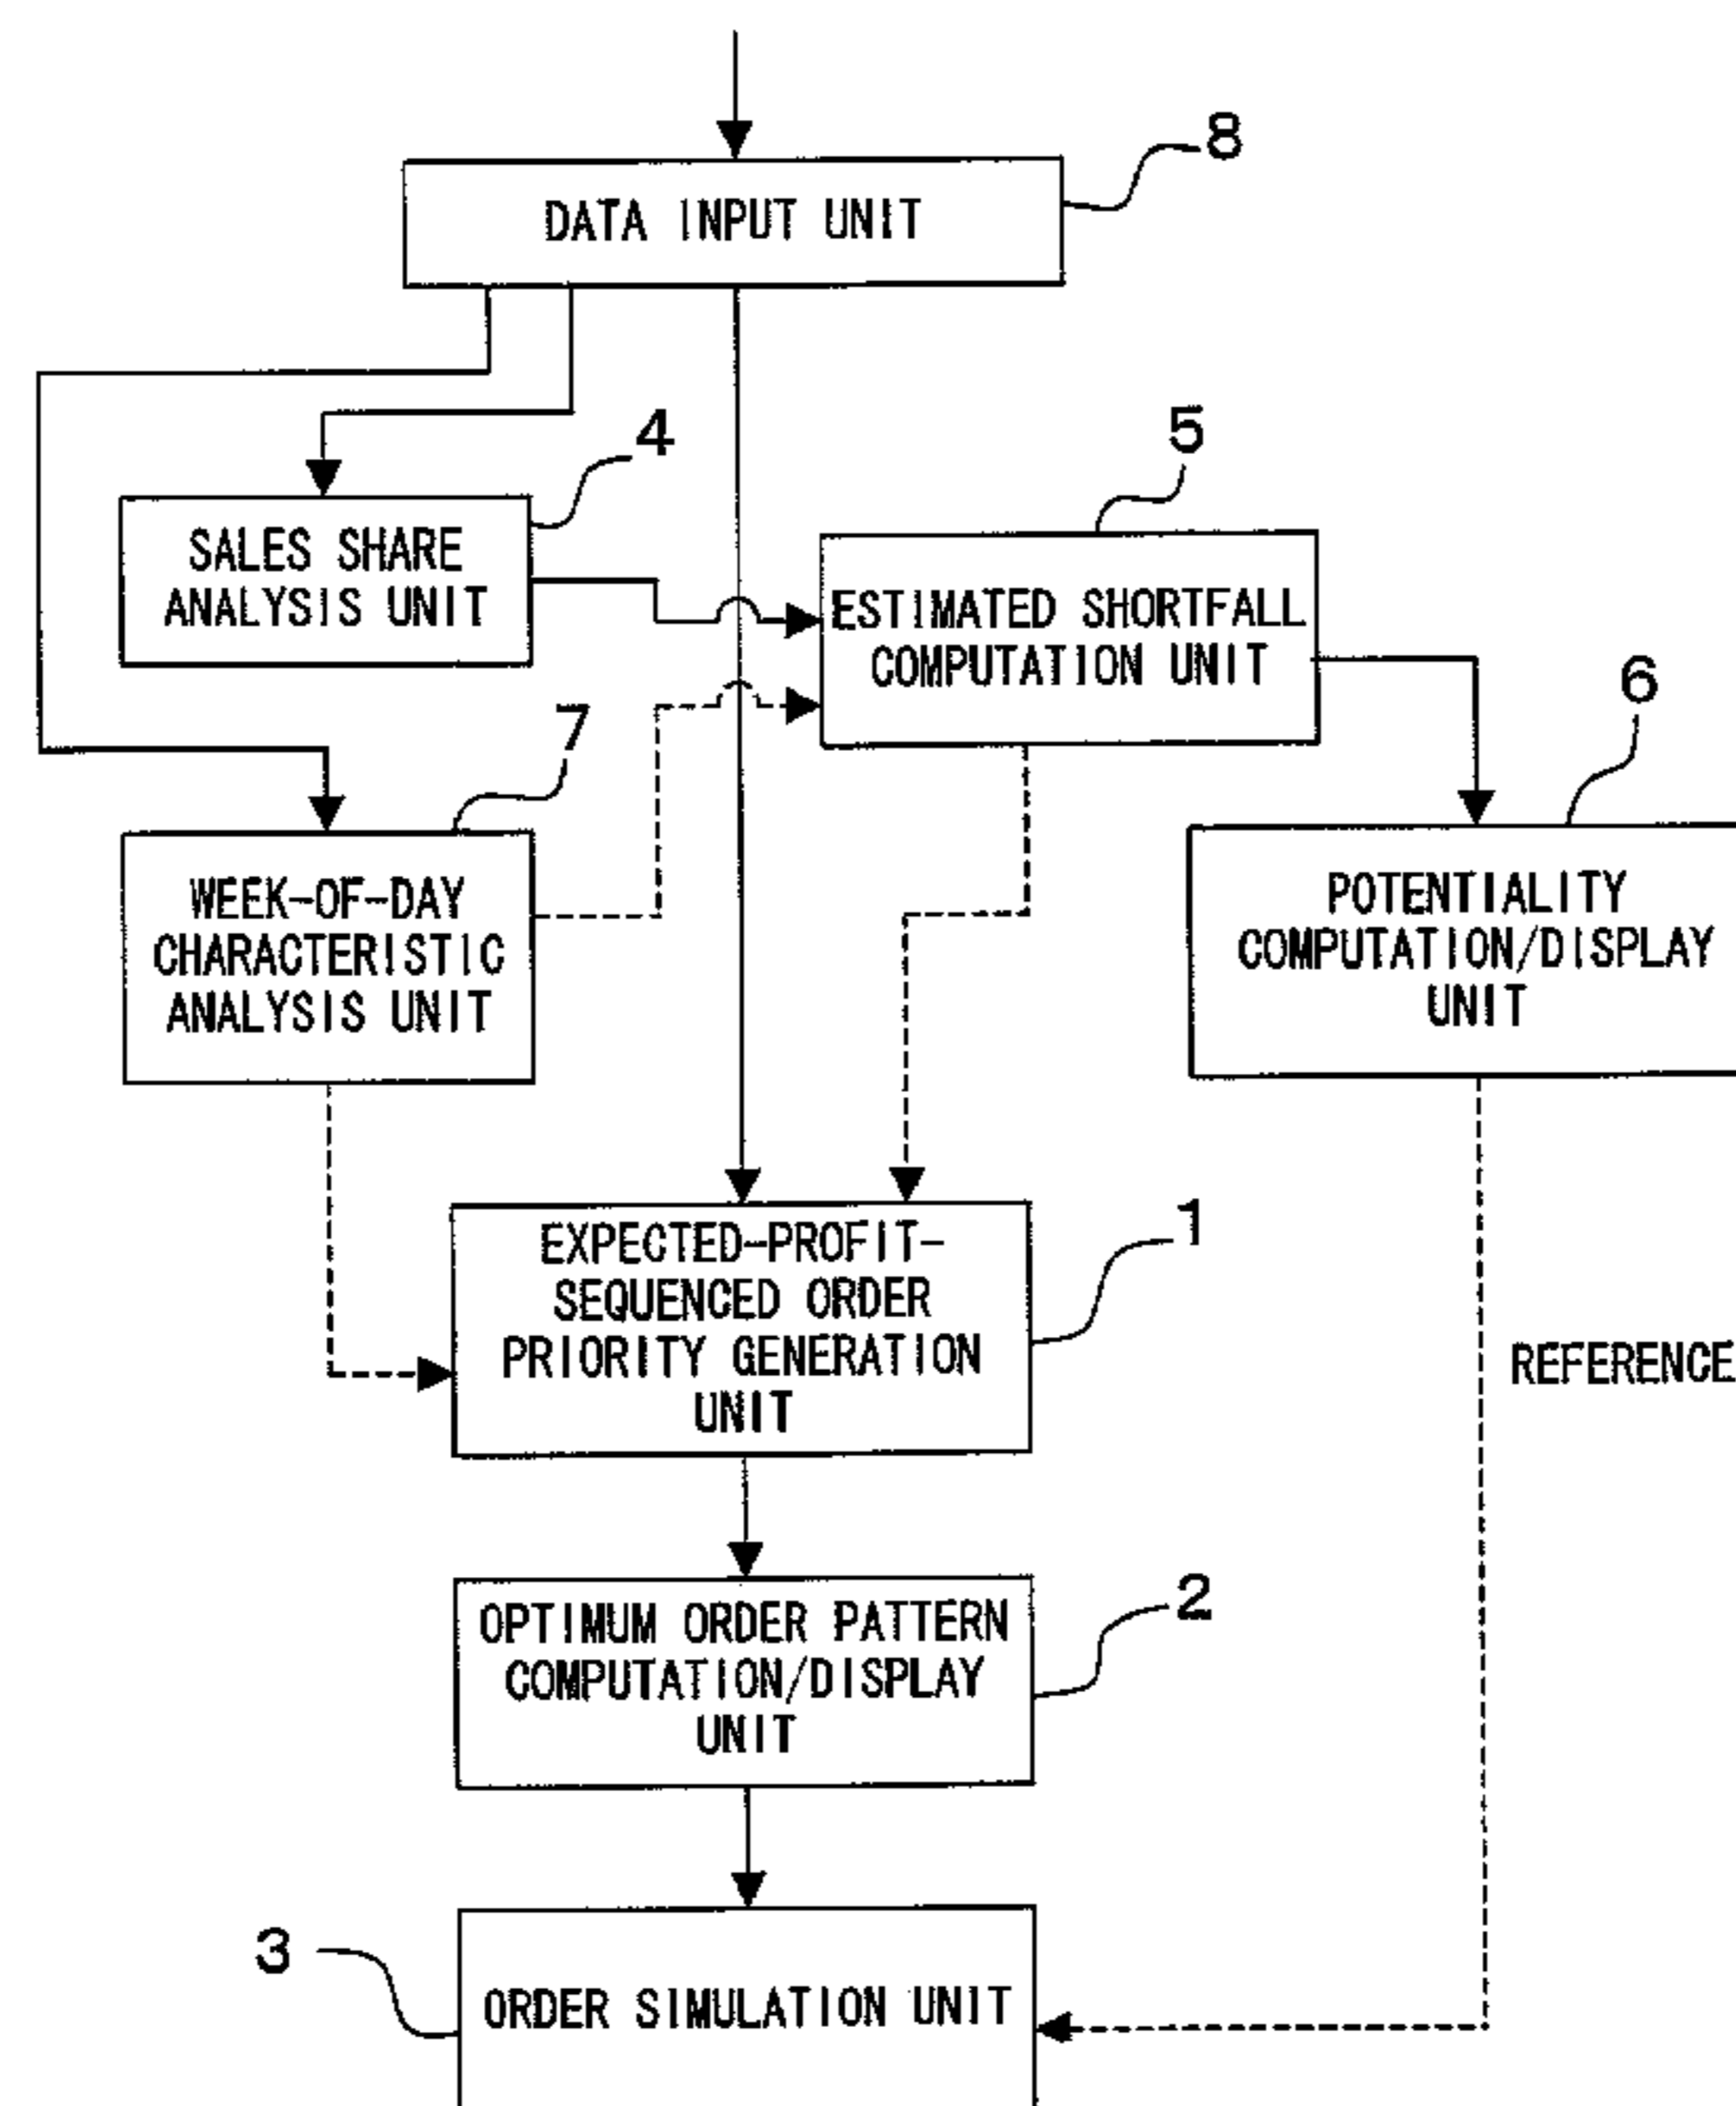 8
DATA INPUT UNIT
4
5
SALES SHARE
ANALYSIS UNIT
ESTIMATED SHORTFALL
COMPUTATION UNIT
6
7
WEEK-OF-DAY
CHARACTERISTIC
ANALYSIS UNIT
POTENTIALITY
COMPUTATION/DISPLAY
UNIT
1
EXPECTED-PROFIT-
SEQUENCED ORDER
PRIORITY GENERATION
UNIT
REFERENCE
2
OPTIMUM ORDER PATTERN
COMPUTATION/DISPLAY
UNIT
3
ORDER SIMULATION UNIT